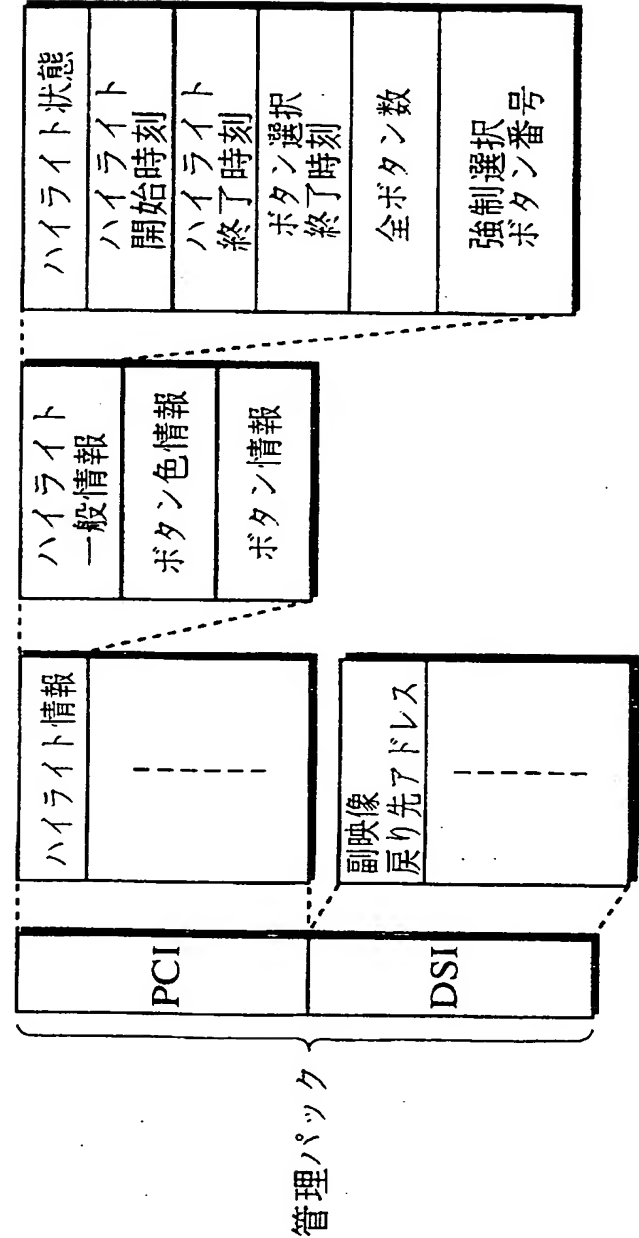 管理パック
PCI
DSI
ハイライト情報
副映像
戻り先アドレス
ハイライト
一般情報
ボタン色情報
ボタン情報
ハイライト状態
ハイライト
開始時刻
ハイライト
終了時刻
ボタン選択
終了時刻
全ボタン数
強制選択
ボタン番号